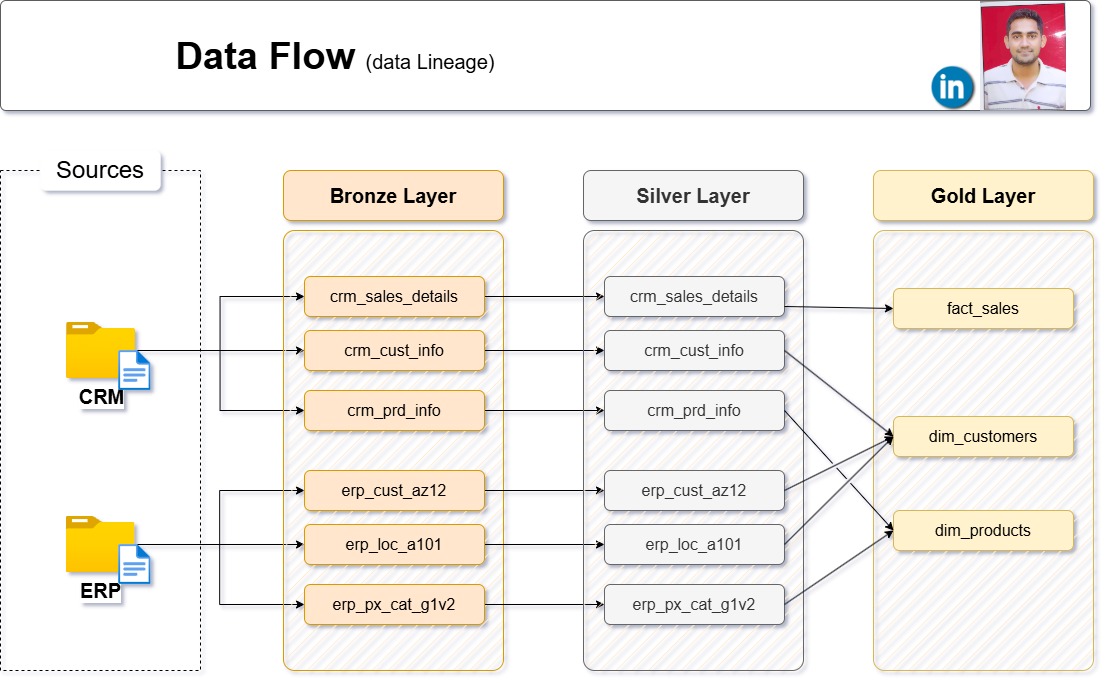 Data Flow (data Lineage)
in
Sources
Bronze Layer
Silver Layer
Gold Layer
CRM
ERP
crm_sales_details
crm_cust_info
crm_prd_info
erp_cust_az12
erp_loc_a101
erp_px_cat_g1v2
crm_sales_details
crm_cust_info
crm_prd_info
erp_cust_az12
erp_loc_a101
erp_px_cat_g1v2
fact_sales
dim_customers
dim_products